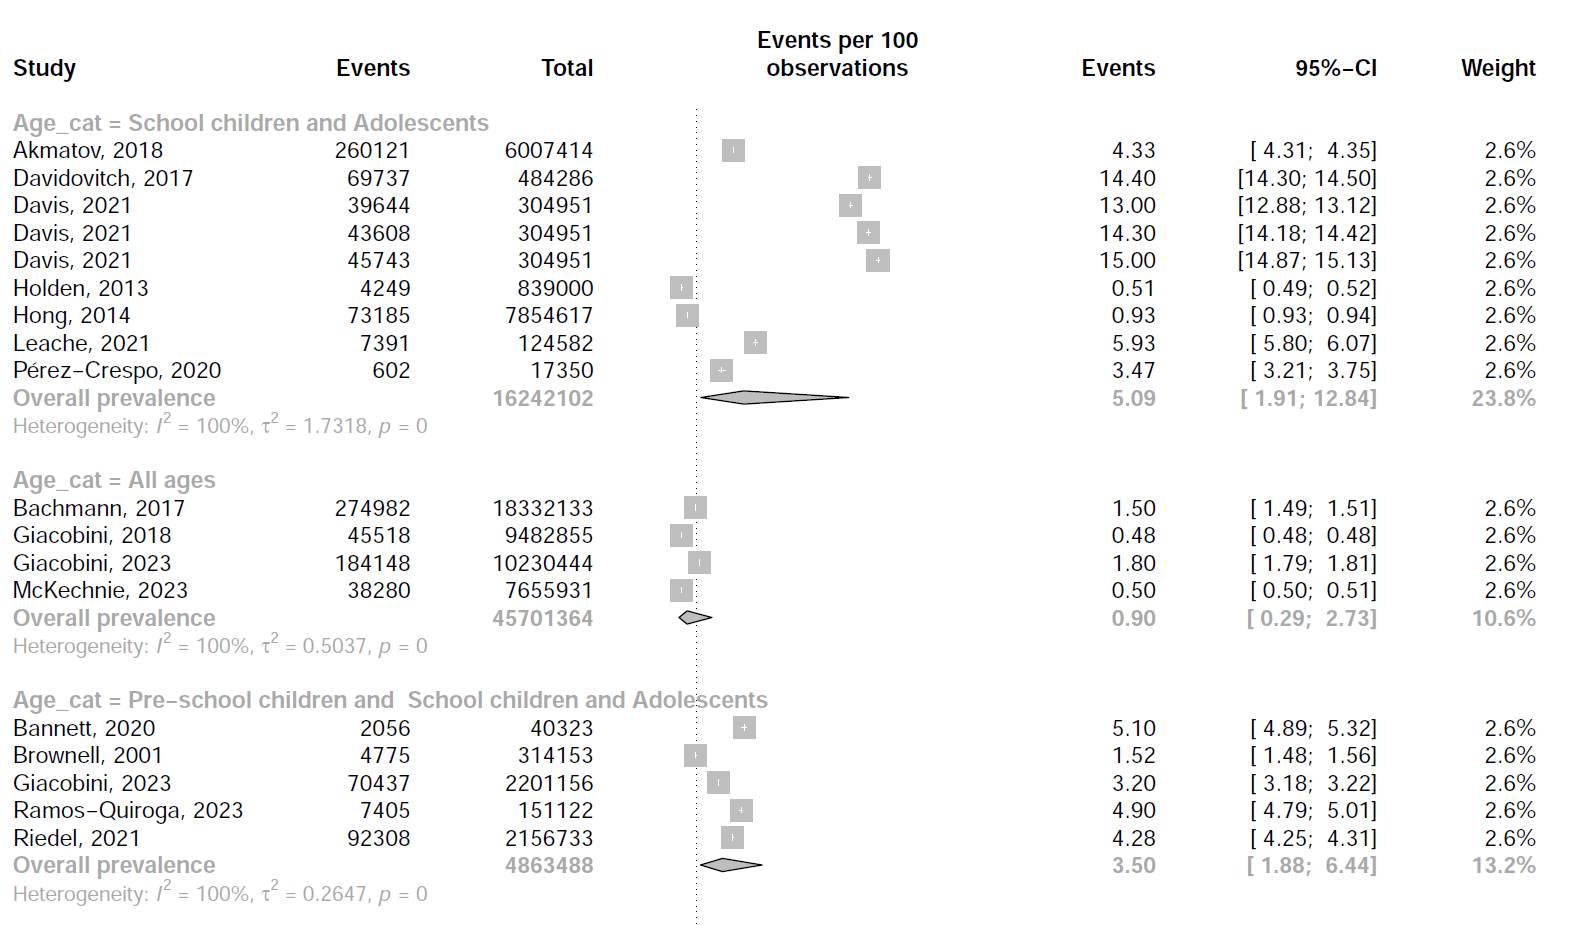 Events per 100
Study Events Total observations Events 95%−CI Weight
Age_cat = School children and Adolescents
Akmatov, 2018 260121 6007414 4.33 [ 4.31; 4.35] 2.6%
Davidovitch, 2017 69737 484286 14.40 [14.30; 14.50] 2.6%
Davis, 2021 39644 304951 13.00 [12.88; 13.12] 2.6%
Davis, 2021 43608 304951 14.30 [14.18; 14.42] 2.6%
Davis, 2021 45743 304951 15.00 [14.87; 15.13] 2.6%
Holden, 2013 4249 839000 0.51 [ 0.49; 0.52] 2.6%
Hong, 2014 73185 7854617 0.93 [ 0.93; 0.94] 2.6%
Leache, 2021 7391 124582 5.93 [ 5.80; 6.07] 2.6%
Pérez−Crespo, 2020 602 17350 3.47 [ 3.21; 3.75] 2.6%
Overall prevalence 16242102 5.09 [ 1.91; 12.84] 23.8%
Heterogeneity: I² = 100%, τ² = 1.7318, p = 0
Age_cat = All ages
Bachmann, 2017 274982 18332133 1.50 [ 1.49; 1.51] 2.6%
Giacobini, 2018 45518 9482855 0.48 [ 0.48; 0.48] 2.6%
Giacobini, 2023 184148 10230444 1.80 [ 1.79; 1.81] 2.6%
McKechnie, 2023 38280 7655931 0.50 [ 0.50; 0.51] 2.6%
Overall prevalence 45701364 0.90 [ 0.29; 2.73] 10.6%
Heterogeneity: I² = 100%, τ² = 0.5037, p = 0
Age_cat = Pre−school children and School children and Adolescents
Bannett, 2020 2056 40323 5.10 [ 4.89; 5.32] 2.6%
Brownell, 2001 4775 314153 1.52 [ 1.48; 1.56] 2.6%
Giacobini, 2023 70437 2201156 3.20 [ 3.18; 3.22] 2.6%
Ramos−Quiroga, 2023 7405 151122 4.90 [ 4.79; 5.01] 2.6%
Riedel, 2021 92308 2156733 4.28 [ 4.25; 4.31] 2.6%
Overall prevalence 4863488 3.50 [ 1.88; 6.44] 13.2%
Heterogeneity: I² = 100%, τ² = 0.2647, p = 0